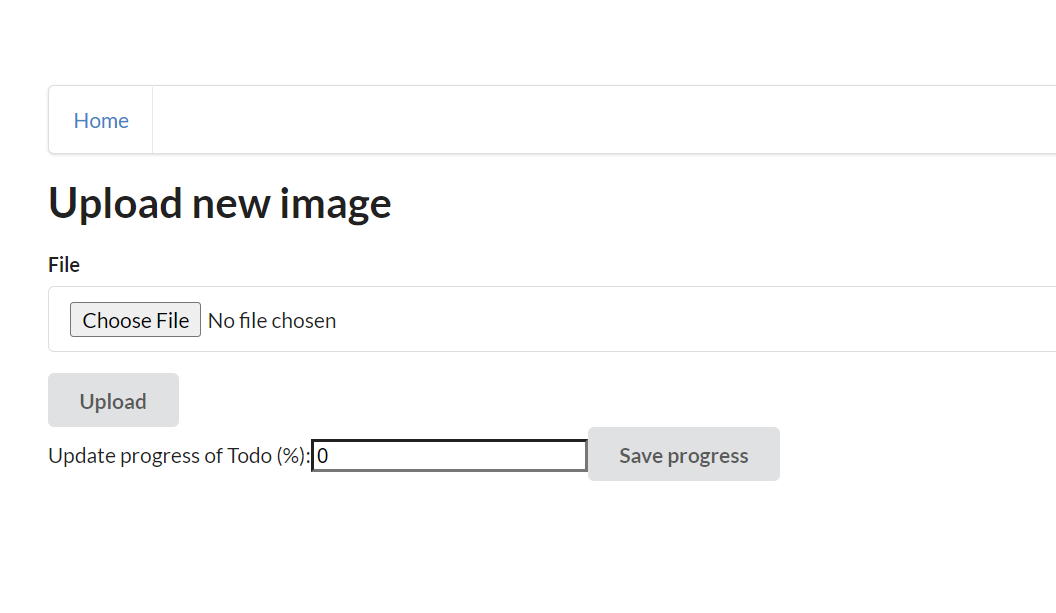 Home
Upload new image
File
Choose File No file chosen
Upload
Update progress of Todo (%): 0 Save progress